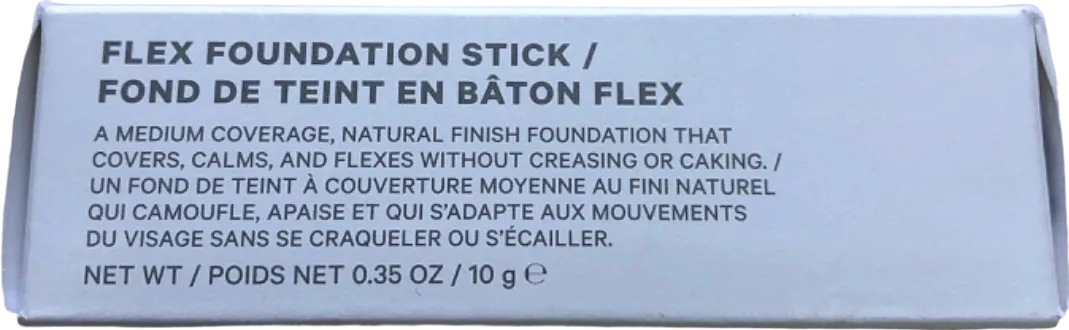 FLEX FOUNDATION STICK /
FOND DE TEINT EN BÂTON FLEX
A MEDIUM COVERAGE, NATURAL FINISH FOUNDATION THAT
COVERS, CALMS, AND FLEXES WITHOUT CREASING OR CAKING. /
UN FOND DE TEINT À COUVERTURE MOYENNE AU FINI NATUREL
QUI CAMOUFLE, APAISE ET QUI S'ADAPTE AUX MOUVEMENTS
DU VISAGE SANS SE CRAQUELER OU S'ÉCAILLER.
NET WT / POIDS NET 0.35 OZ / 10 g ℮